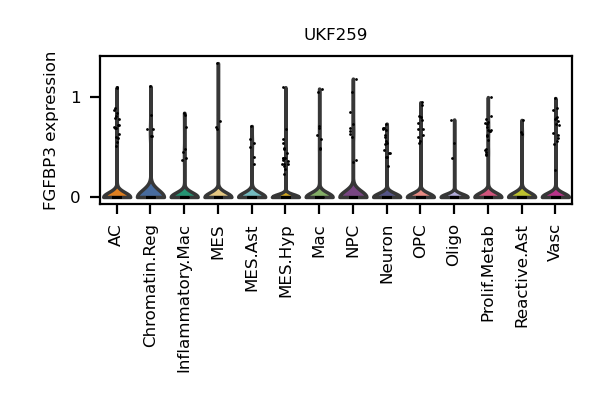 UKF259
FGFBP3 expression
1
0
AC
Chromatin.Reg
Inflammatory.Mac
MES
MES.Ast
MES.Hyp
Mac
NPC
Neuron
OPC
Oligo
Prolif.Metab
Reactive.Ast
Vasc